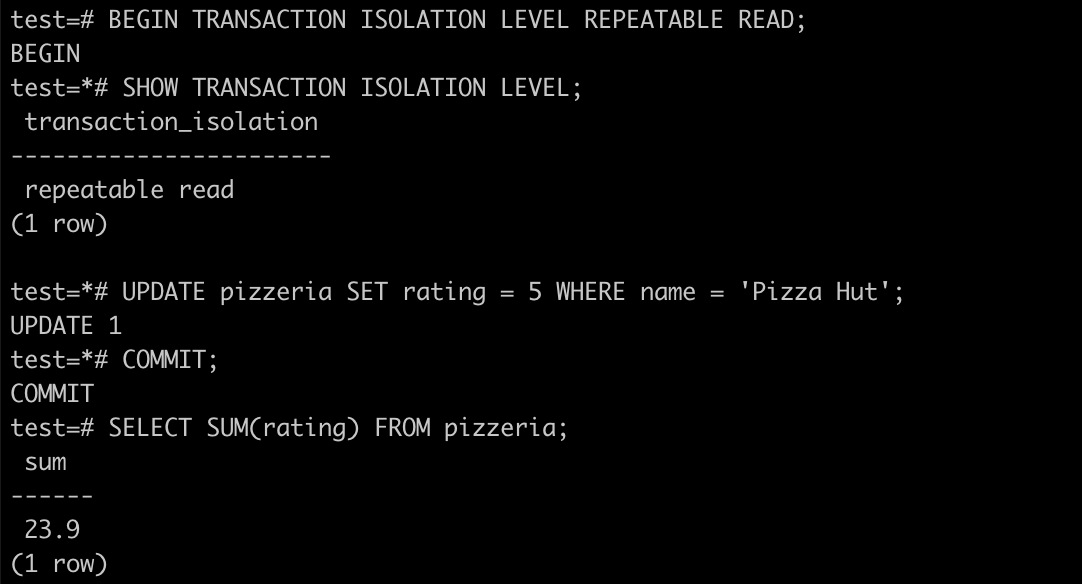 test=# BEGIN TRANSACTION ISOLATION LEVEL REPEATABLE READ;
BEGIN
test=*# SHOW TRANSACTION ISOLATION LEVEL;
 transaction_isolation
-----------------------
 repeatable read
(1 row)

test=*# UPDATE pizzeria SET rating = 5 WHERE name = 'Pizza Hut';
UPDATE 1
test=*# COMMIT;
COMMIT
test=# SELECT SUM(rating) FROM pizzeria;
 sum
------
 23.9
(1 row)